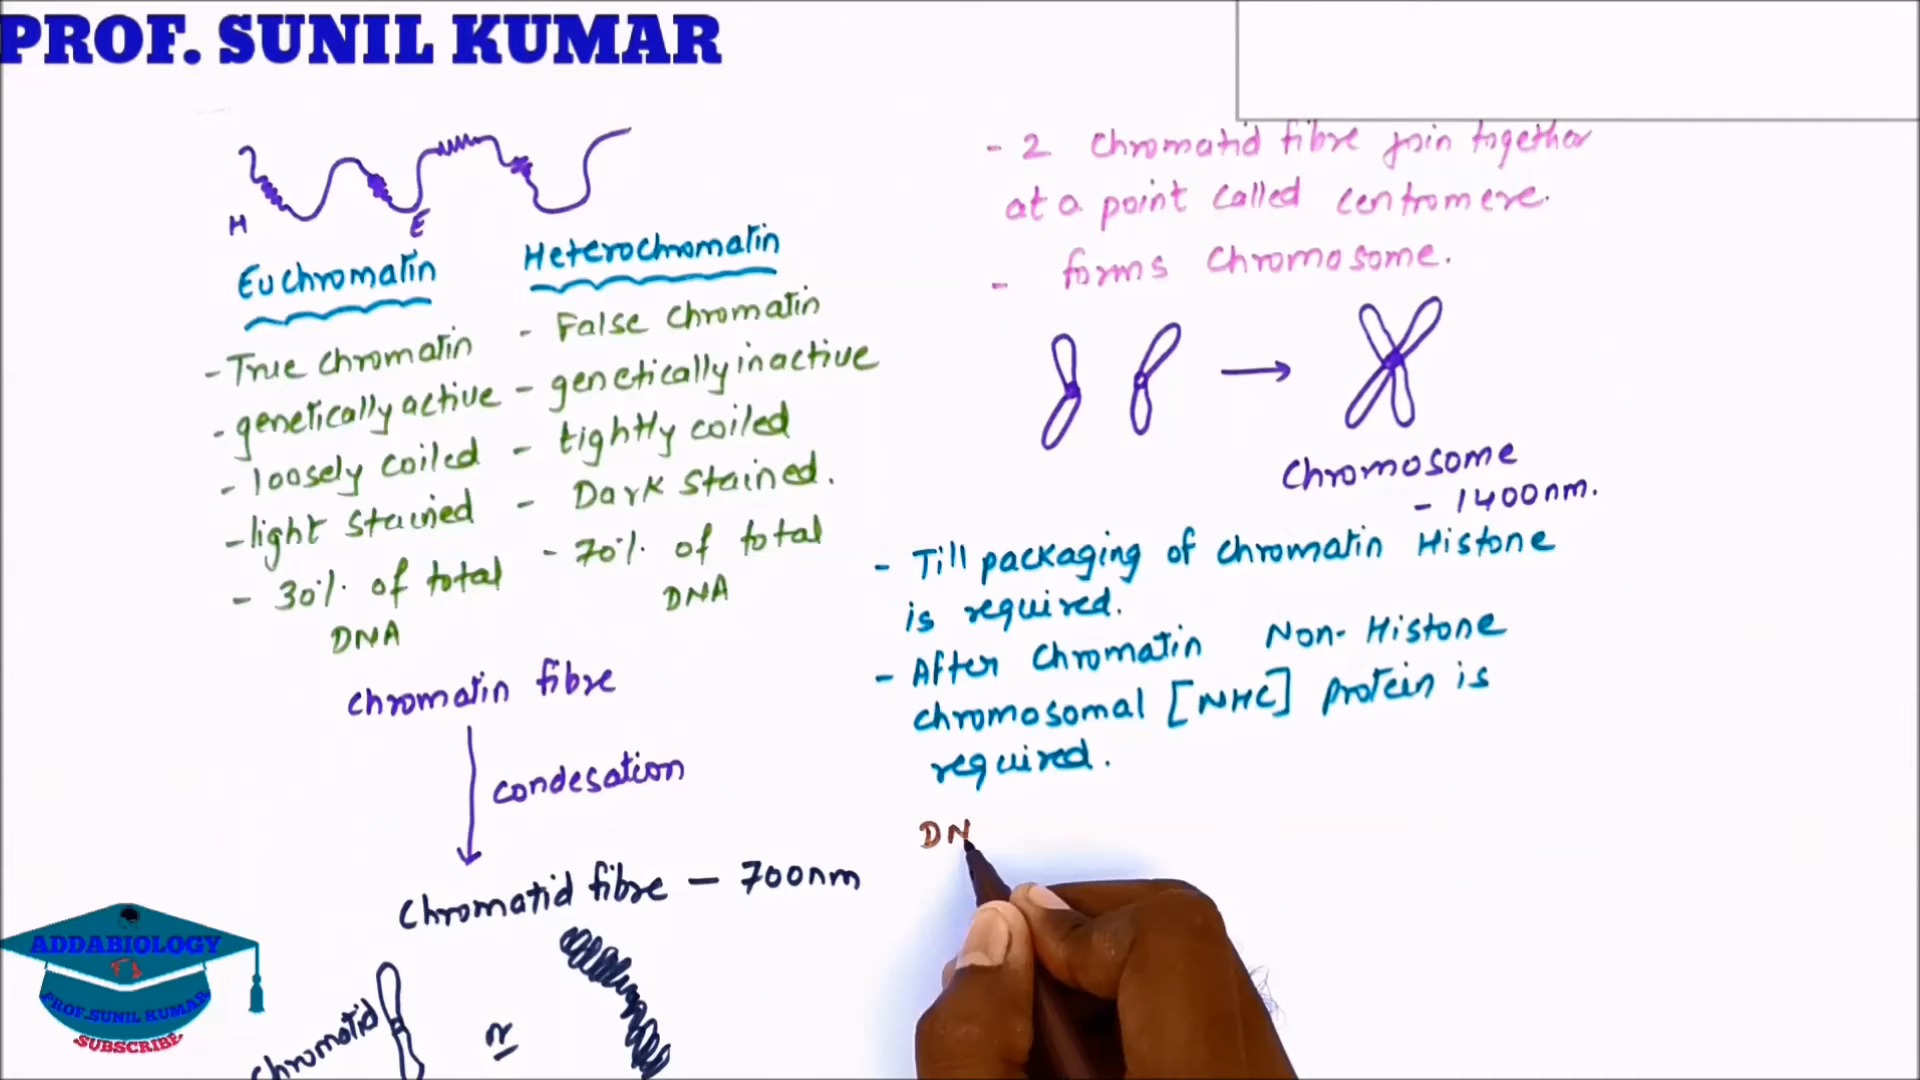 PROF. SUNIL KUMAR
H
E
Euchromatin
- True chromatin
- genetically active
- loosely coiled
- light stained
- 30% of total
DNA
Heterochromatin
- False chromatin
- genetically inactive
- tightly coiled
- Dark stained.
- 70% of total
DNA
chromatin fibre
condesation
Chromatid fibre - 700nm
chromatid
ADDABIOLOGY
PROF.SUNIL KUMAR
SUBSCRIBE
- 2 chromatid fibre join together
at a point called centromere.
- forms chromosome.
Chromosome
- 1400nm.
- Till packaging of chromatin Histone
is required.
- After chromatin Non-Histone
chromosomal [NHC] protein is
required.
DN